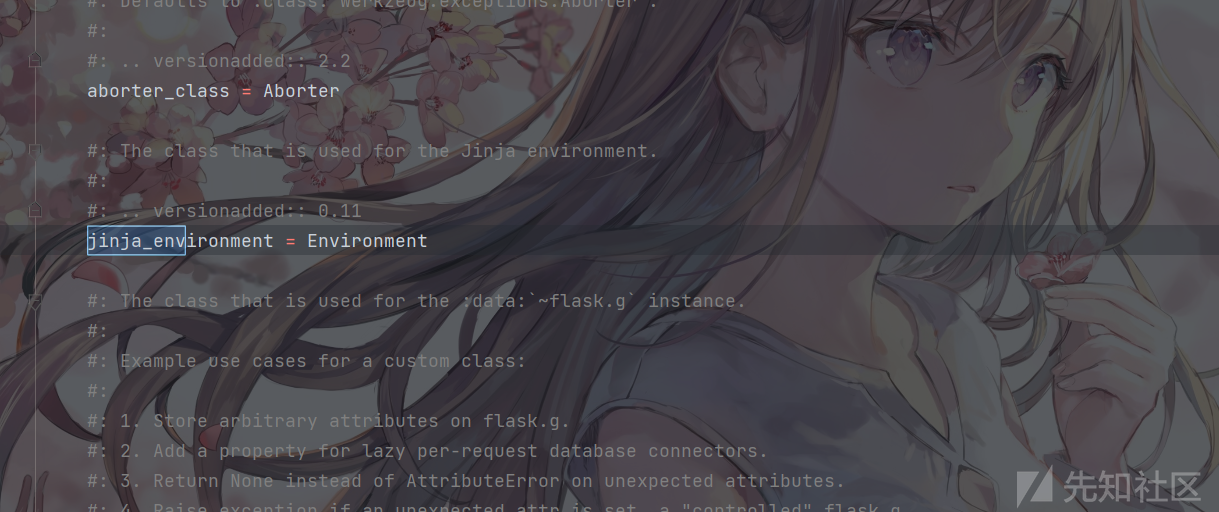 #: Defaults to :class:`Werkzeug.exceptions.Aborter`.
#:
#: .. versionadded:: 2.2
aborter_class = Aborter
#: The class that is used for the Jinja environment.
#:
#: .. versionadded:: 0.11
jinja_environment = Environment
#: The class that is used for the :data:`~flask.g` instance.
#:
#: Example use cases for a custom class:
#:
#: 1. Store arbitrary attributes on flask.g.
#: 2. Add a property for lazy per-request database connectors.
#: 3. Return None instead of AttributeError on unexpected attributes.
#: 4. Raise exception if an unexpected attr is set, a "controlled" flask.g.
先知社区